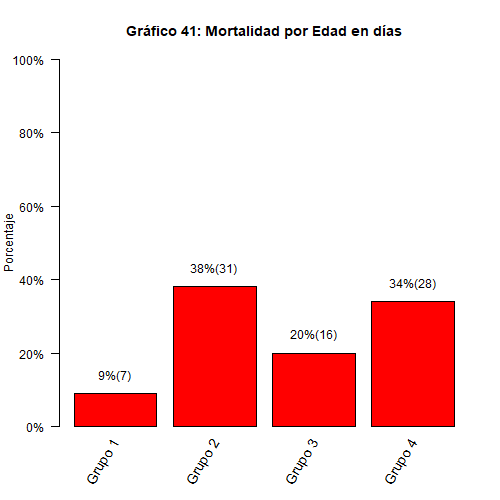 Gráfico 41: Mortalidad por Edad en días
Porcentaje
100%
80%
60%
40%
20%
0%
9%(7)
38%(31)
20%(16)
34%(28)
Grupo 1
Grupo 2
Grupo 3
Grupo 4